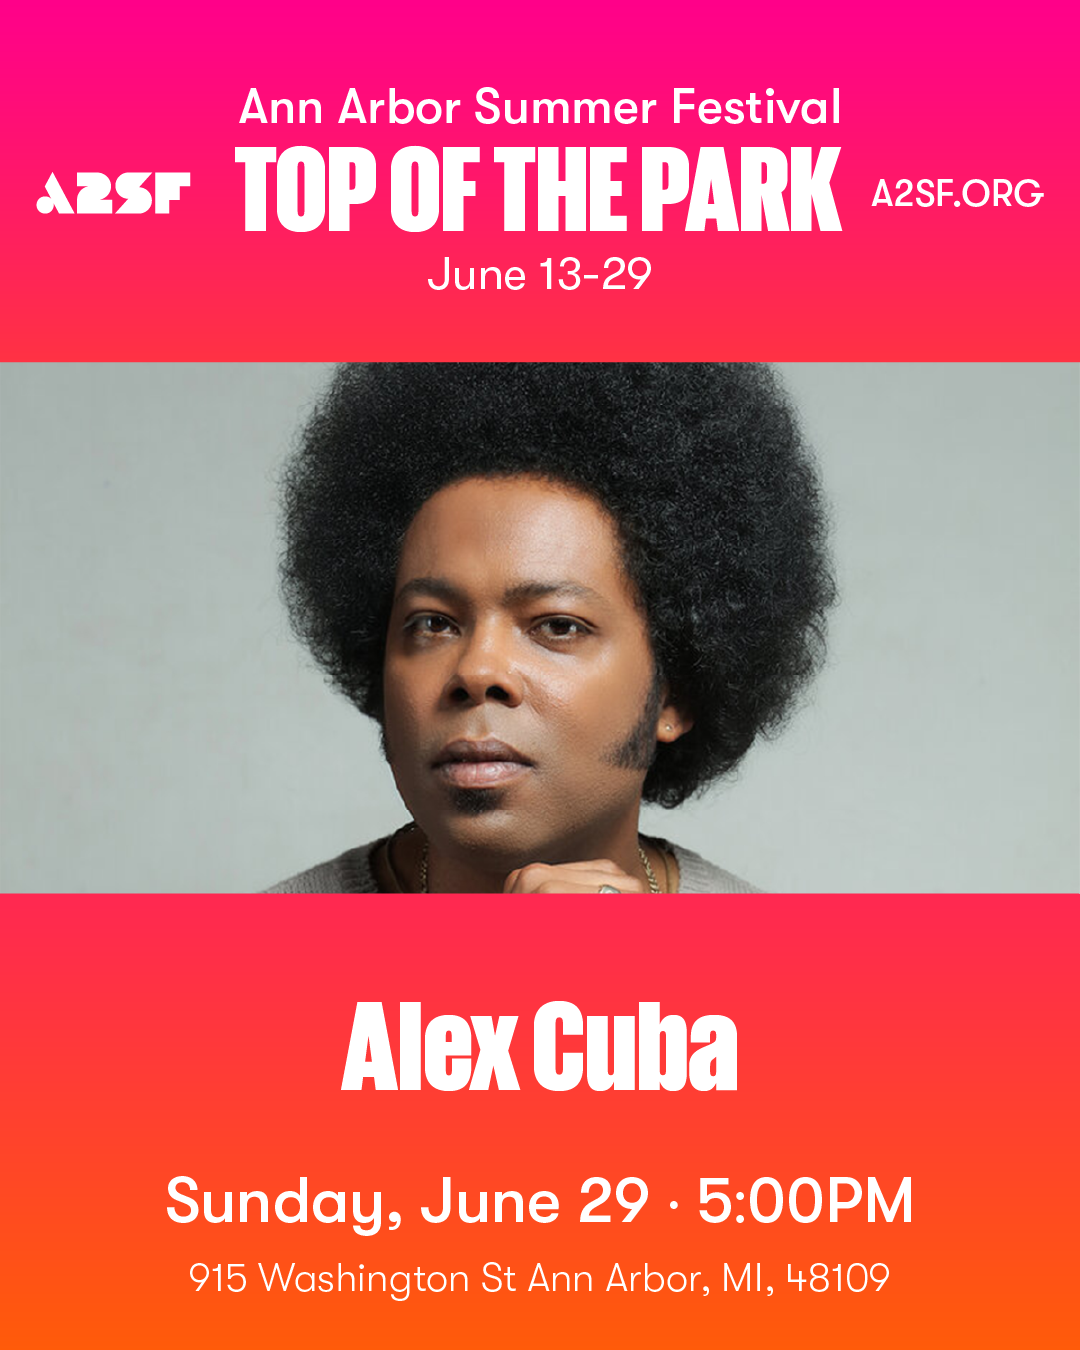 Ann Arbor Summer Festival
A2SF
TOP OF THE PARK
A2SF.ORG
June 13-29
Alex Cuba
Sunday, June 29 · 5:00PM
915 Washington St Ann Arbor, MI, 48109